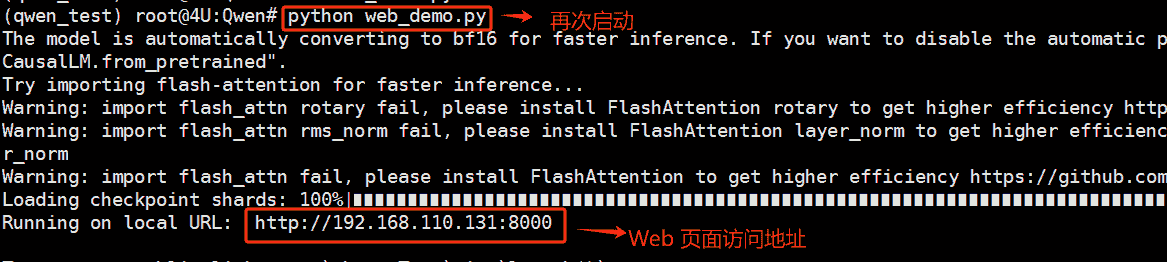 (qwen_test) root@4U:Qwen# python web_demo.py 再次启动
The model is automatically converting to bf16 for faster inference. If you want to disable the automatic p
CausalLM.from_pretrained".
Try importing flash-attention for faster inference...
Warning: import flash_attn rotary fail, please install FlashAttention rotary to get higher efficiency http
Warning: import flash_attn rms_norm fail, please install FlashAttention layer_norm to get higher efficienc
r_norm
Warning: import flash_attn fail, please install FlashAttention to get higher efficiency https://github.com
Loading checkpoint shards: 100%|
Running on local URL: http://192.168.110.131:8000
Web 页面访问地址